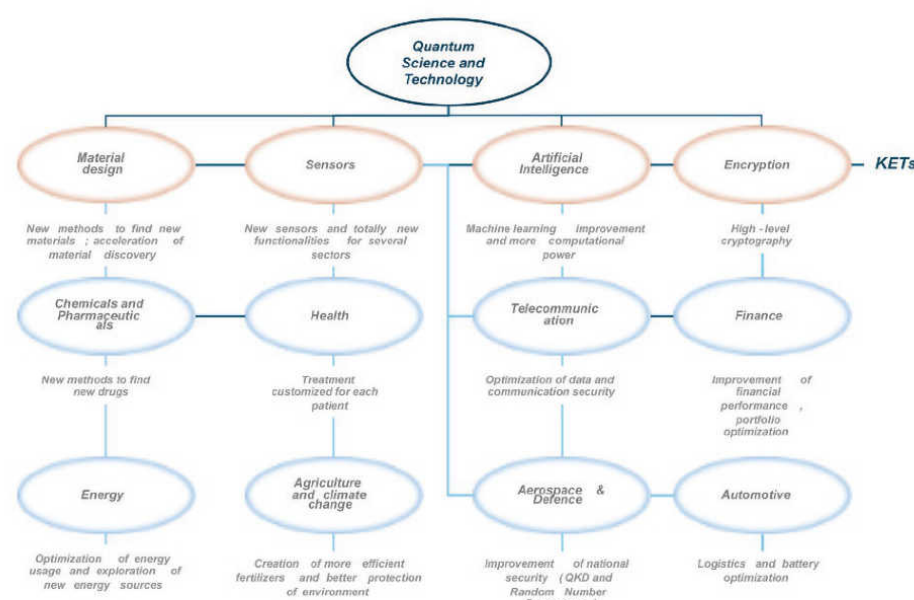 Quantum
Science and
Technology
Material
design
Sensors
Artificial
Intelligence
Encryption
KETs
New methods to find new
materials ; acceleration of
material discovery
New sensors and totally new
functionalities for several
sectors
Machine learning improvement
and more computational
power
High - level
cryptography
Chemicals and
Pharmaceutic
als
Health
Telecommunic
ation
Finance
New methods to find
new drugs
Treatment
customized for each
patient
Optimization of data and
communication security
Improvement of
financial
performance ,
portfolio
optimization
Energy
Agriculture
and climate
change
Aerospace &
Defence
Automotive
Optimization of energy
usage and exploration of
new energy sources
Creation of more efficient
fertilizers and better protection
of environment
Improvement of national
security ( QKD and
Random Number
Logistics and battery
optimization